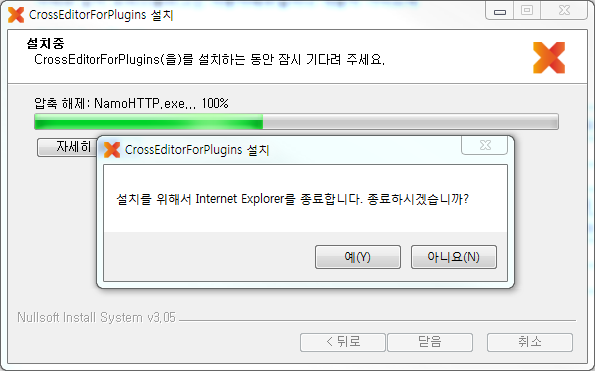 CrossEditorForPlugins 설치
설치중
CrossEditorForPlugins(을)를 설치하는 동안 잠시 기다려 주세요.
압축 해제: NamoHTTP.exe... 100%
자세히
CrossEditorForPlugins 설치
설치를 위해서 Internet Explorer를 종료합니다. 종료하시겠습니까?
예(Y) 아니요(N)
Nullsoft Install System v3.05
< 뒤로 닫음 취소